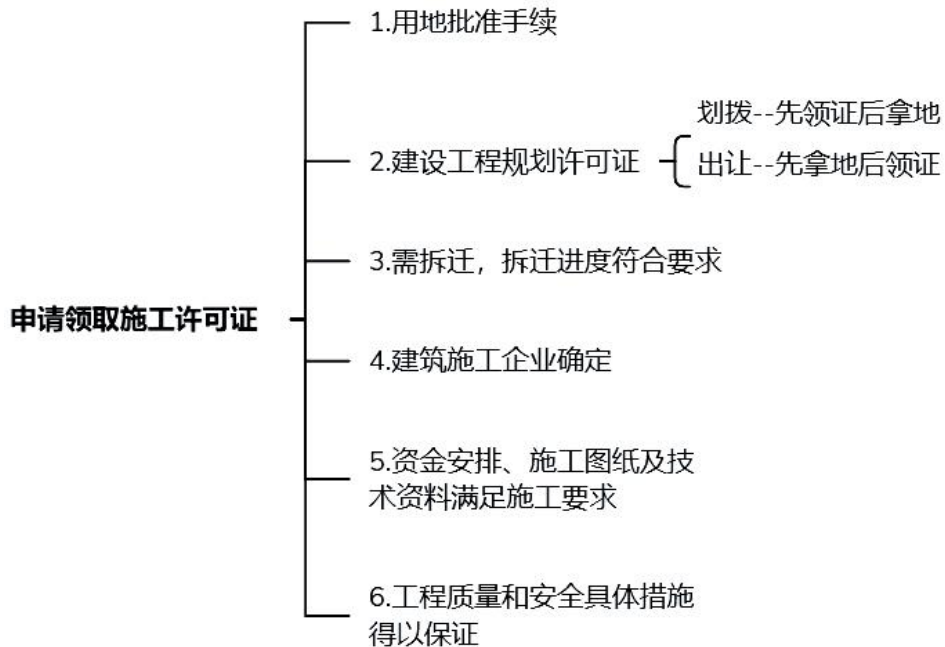 1.用地批准手续
划拨--先领证后拿地
2.建设工程规划许可证
出让--先拿地后领证
3.需拆迁，拆迁进度符合要求
申请领取施工许可证
4.建筑施工企业确定
5.资金安排、施工图纸及技
术资料满足施工要求
6.工程质量和安全具体措施
得以保证